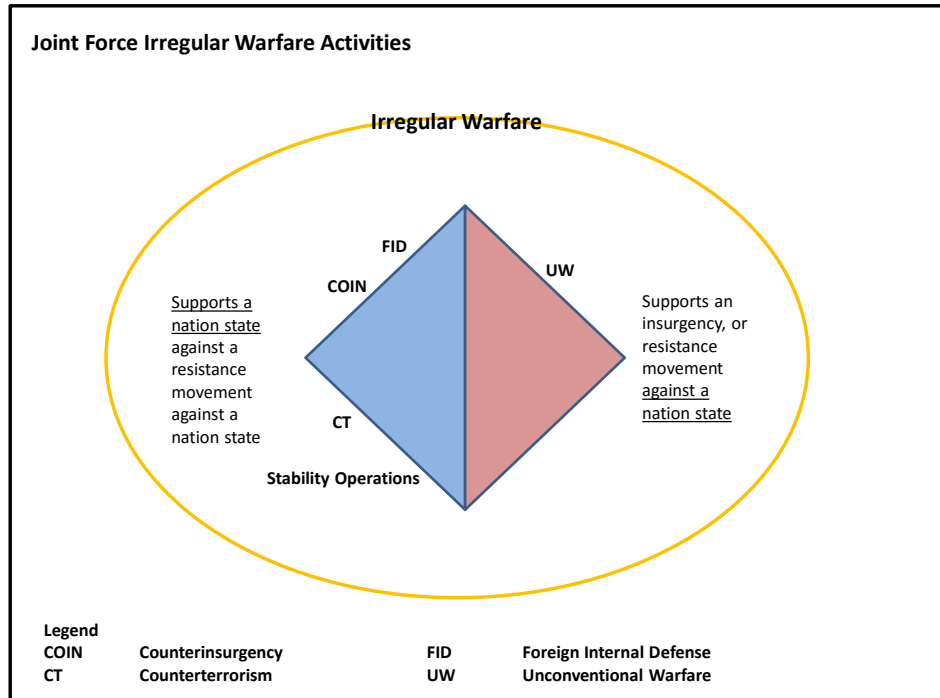 Joint Force Irregular Warfare Activities
Irregular Warfare
FID
COIN
UW
Supports a
nation state
against a
resistance
movement
against a
nation state
Supports an
insurgency, or
resistance
movement
against a
nation state
CT
Stability Operations
Legend
COIN Counterinsurgency FID Foreign Internal Defense
CT Counterterrorism UW Unconventional Warfare